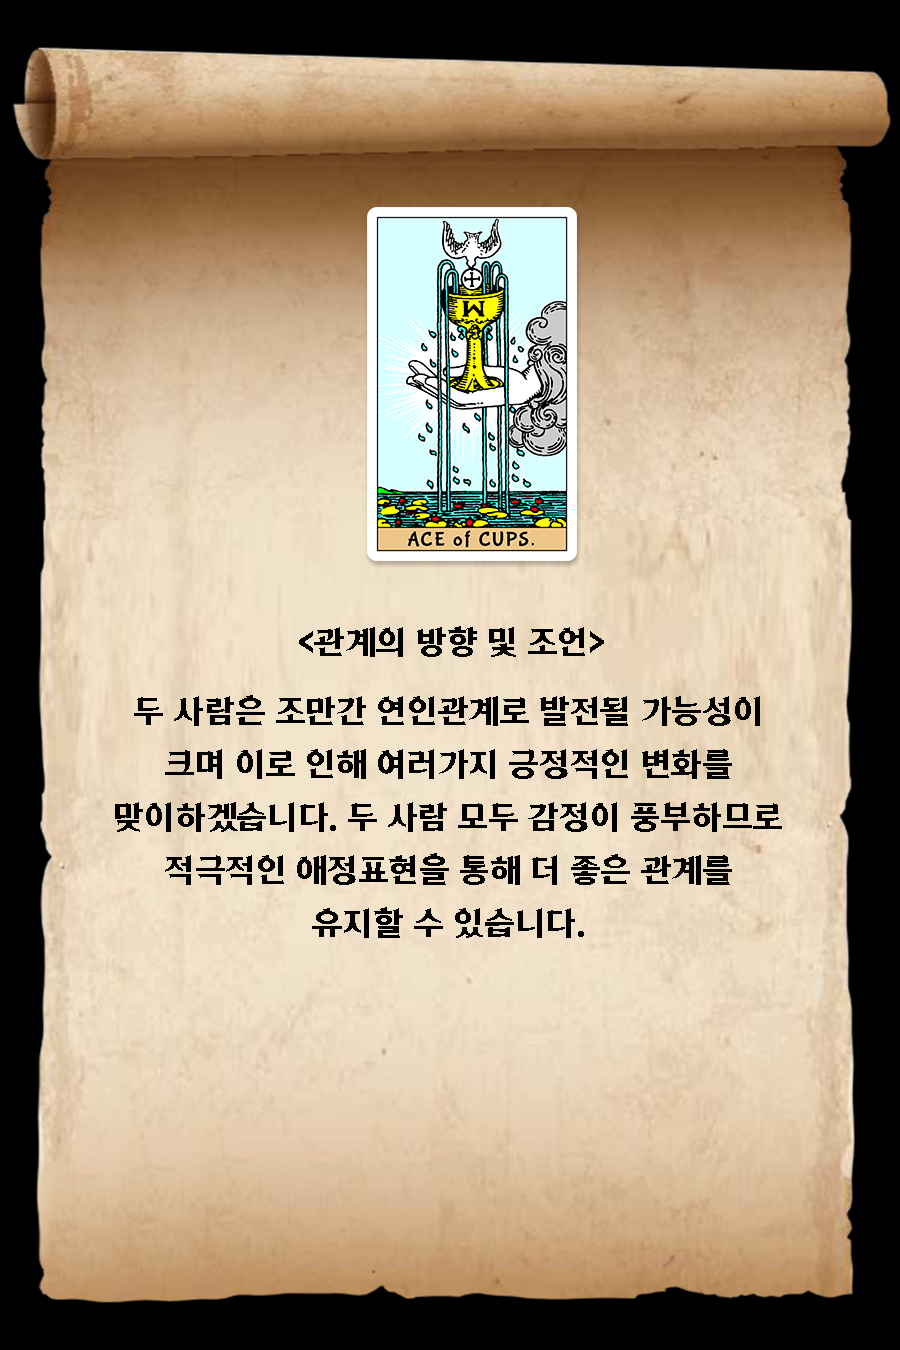 ACE of CUPS.
<관계의 방향 및 조언>
두 사람은 조만간 연인관계로 발전될 가능성이
크며 이로 인해 여러가지 긍정적인 변화를
맞이하겠습니다. 두 사람 모두 감정이 풍부하므로
적극적인 애정표현을 통해 더 좋은 관계를
유지할 수 있습니다.